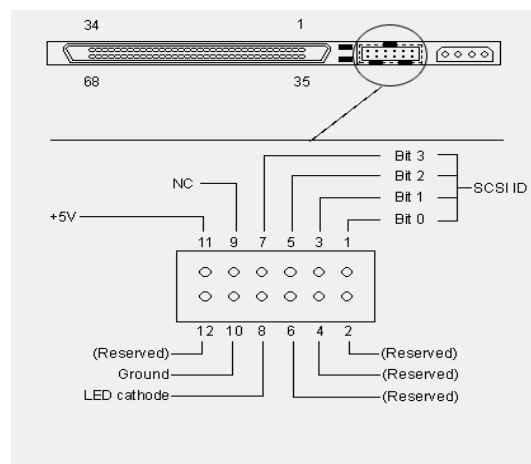 34 1
68 35
Bit 3
Bit 2
NC
SCSI ID
Bit 1
+5V
Bit 0
11 9 7 5 3 1
12 10 8 6 4 2
(Reserved) (Reserved)
Ground (Reserved)
LED cathode (Reserved)